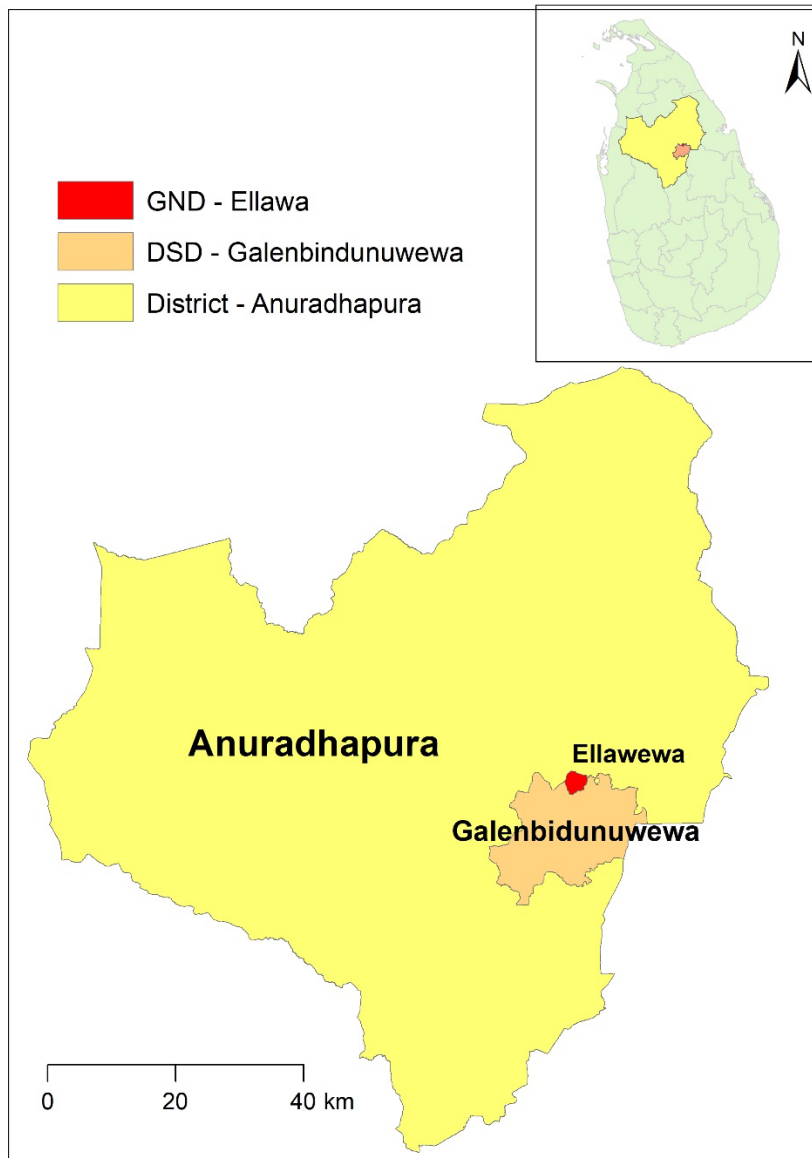 N
GND - Ellawa
DSD - Galenbindunuwewa
District - Anuradhapura
Anuradhapura
Ellawewa
Galenbidunuwewa
0 20 40 km